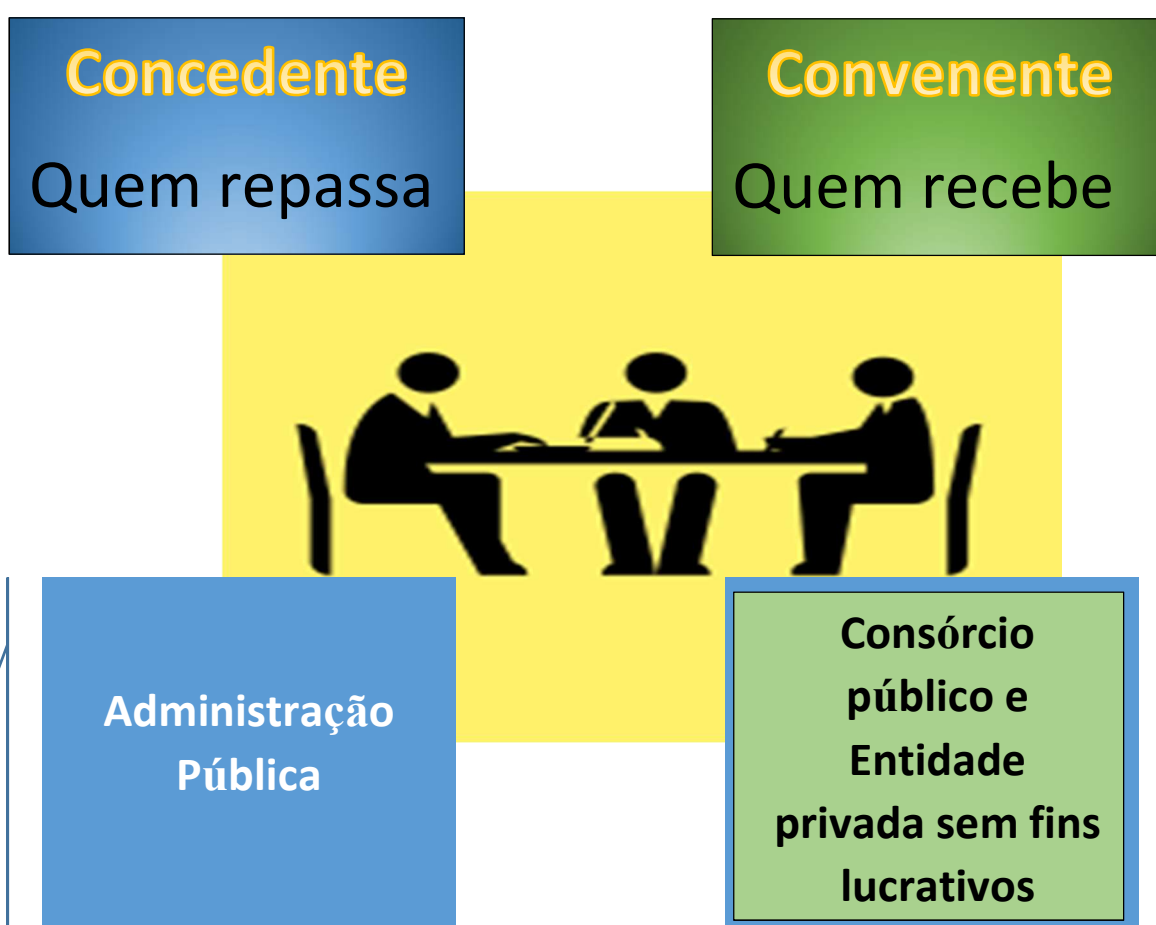 Concedente
Quem repassa
Convenente
Quem recebe
Administração
Pública
Consórcio
público e
Entidade
privada sem fins
lucrativos